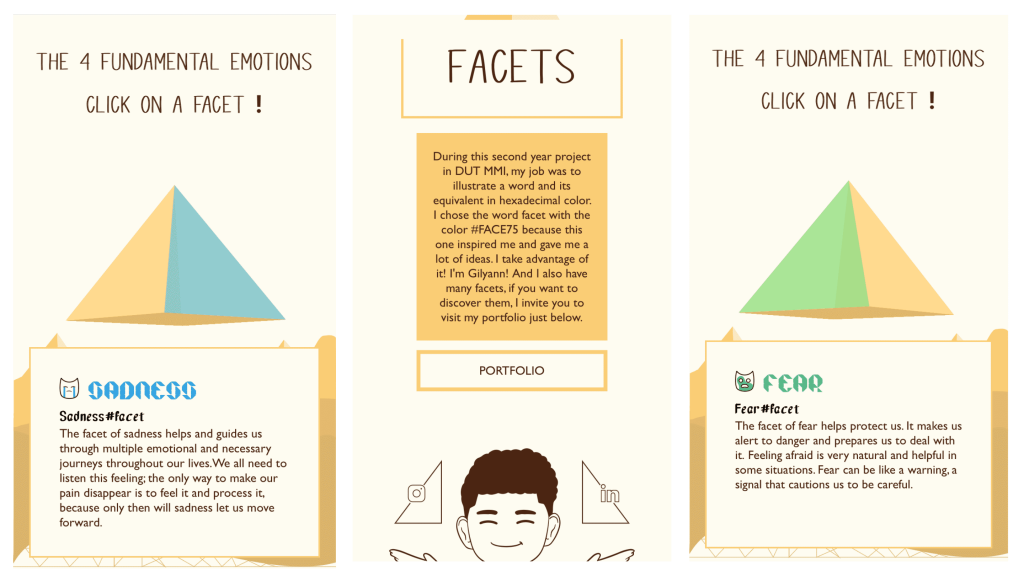 THE 4 FUNDAMENTAL EMOTIONS
CLICK ON A FACET !
SADNESS
Sadness#facet
The facet of sadness helps and guides us
through multiple emotional and necessary
journeys throughout our lives.We all need to
listen this feeling; the only way to make our
pain disappear is to feel it and process it,
because only then will sadness let us move
forward.
FACETS
During this second year project
in DUT MMI, my job was to
illustrate a word and its
equivalent in hexadecimal color.
I chose the word facet with the
color #FACE75 because this
one inspired me and gave me a
lot of ideas. I take advantage of
it! I'm Gilyann! And I also have
many facets, if you want to
discover them, I invite you to
visit my portfolio just below.
PORTFOLIO
in
THE 4 FUNDAMENTAL EMOTIONS
CLICK ON A FACET !
FEAR
Fear#facet
The facet of fear helps protect us. It makes us
alert to danger and prepares us to deal with
it. Feeling afraid is very natural and helpful in
some situations. Fear can be like a warning, a
signal that cautions us to be careful.